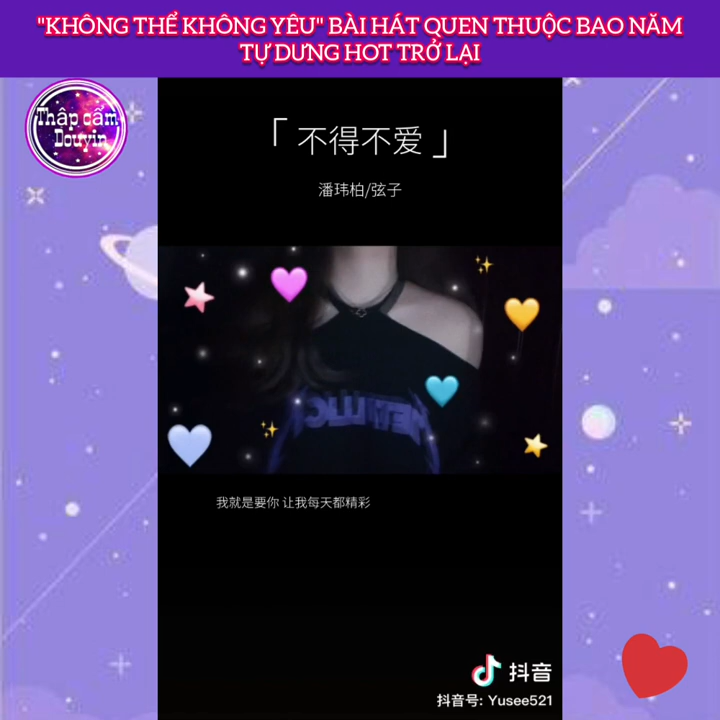 "KHÔNG THỂ KHÔNG YÊU" BÀI HÁT QUEN THUỘC BAO NĂM
TỰ DƯNG HOT TRỞ LẠI
Thập cẩm
Douyin
「 不得不爱 」
潘玮柏/弦子
METALLICA
我就是要你 让我每天都精彩
抖音
抖音号: Yusee521